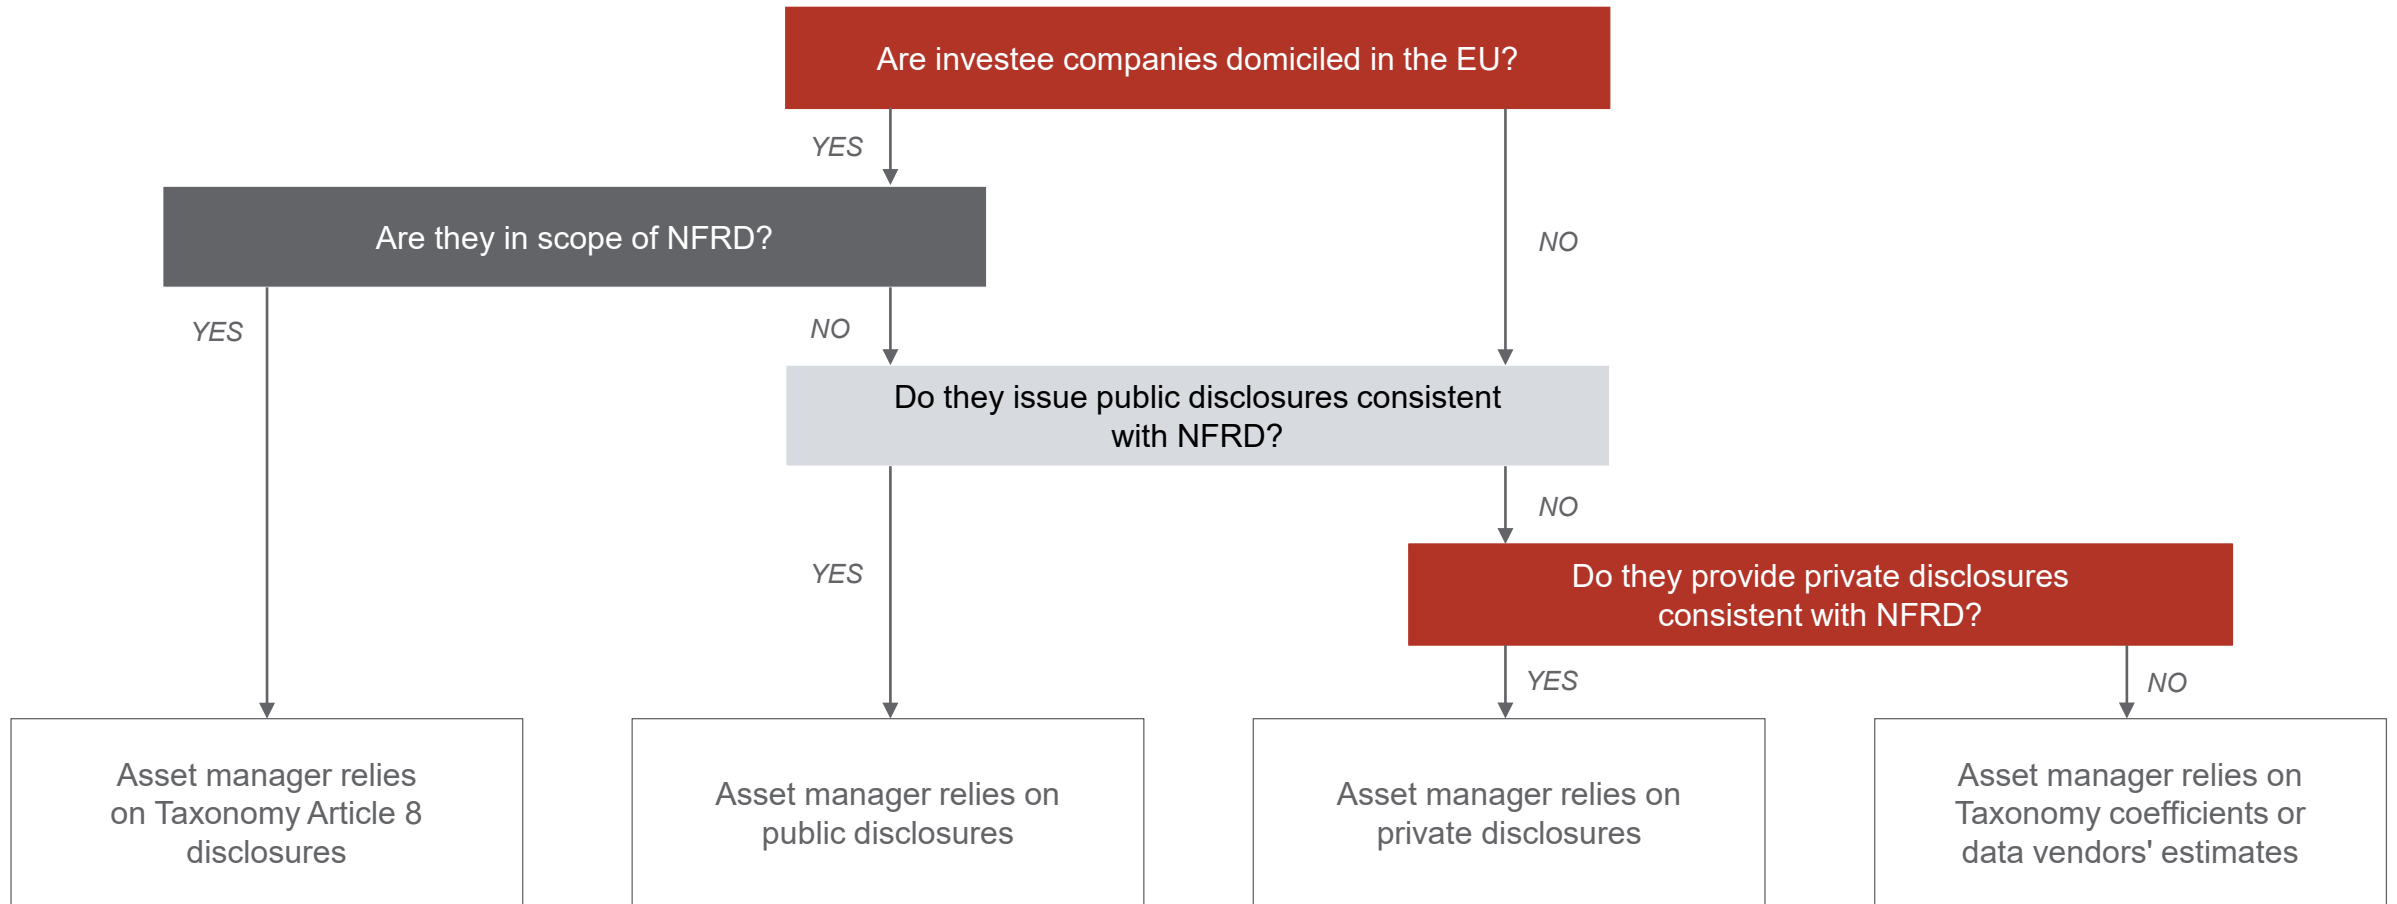 Are investee companies domiciled in the EU?
YES
Are they in scope of NFRD?
NO
YES
NO
Do they issue public disclosures consistent
with NFRD?
NO
YES
Do they provide private disclosures
consistent with NFRD?
YES
NO
Asset manager relies
on Taxonomy Article 8
disclosures
Asset manager relies on
public disclosures
Asset manager relies on
private disclosures
Asset manager relies on
Taxonomy coefficients or
data vendors' estimates